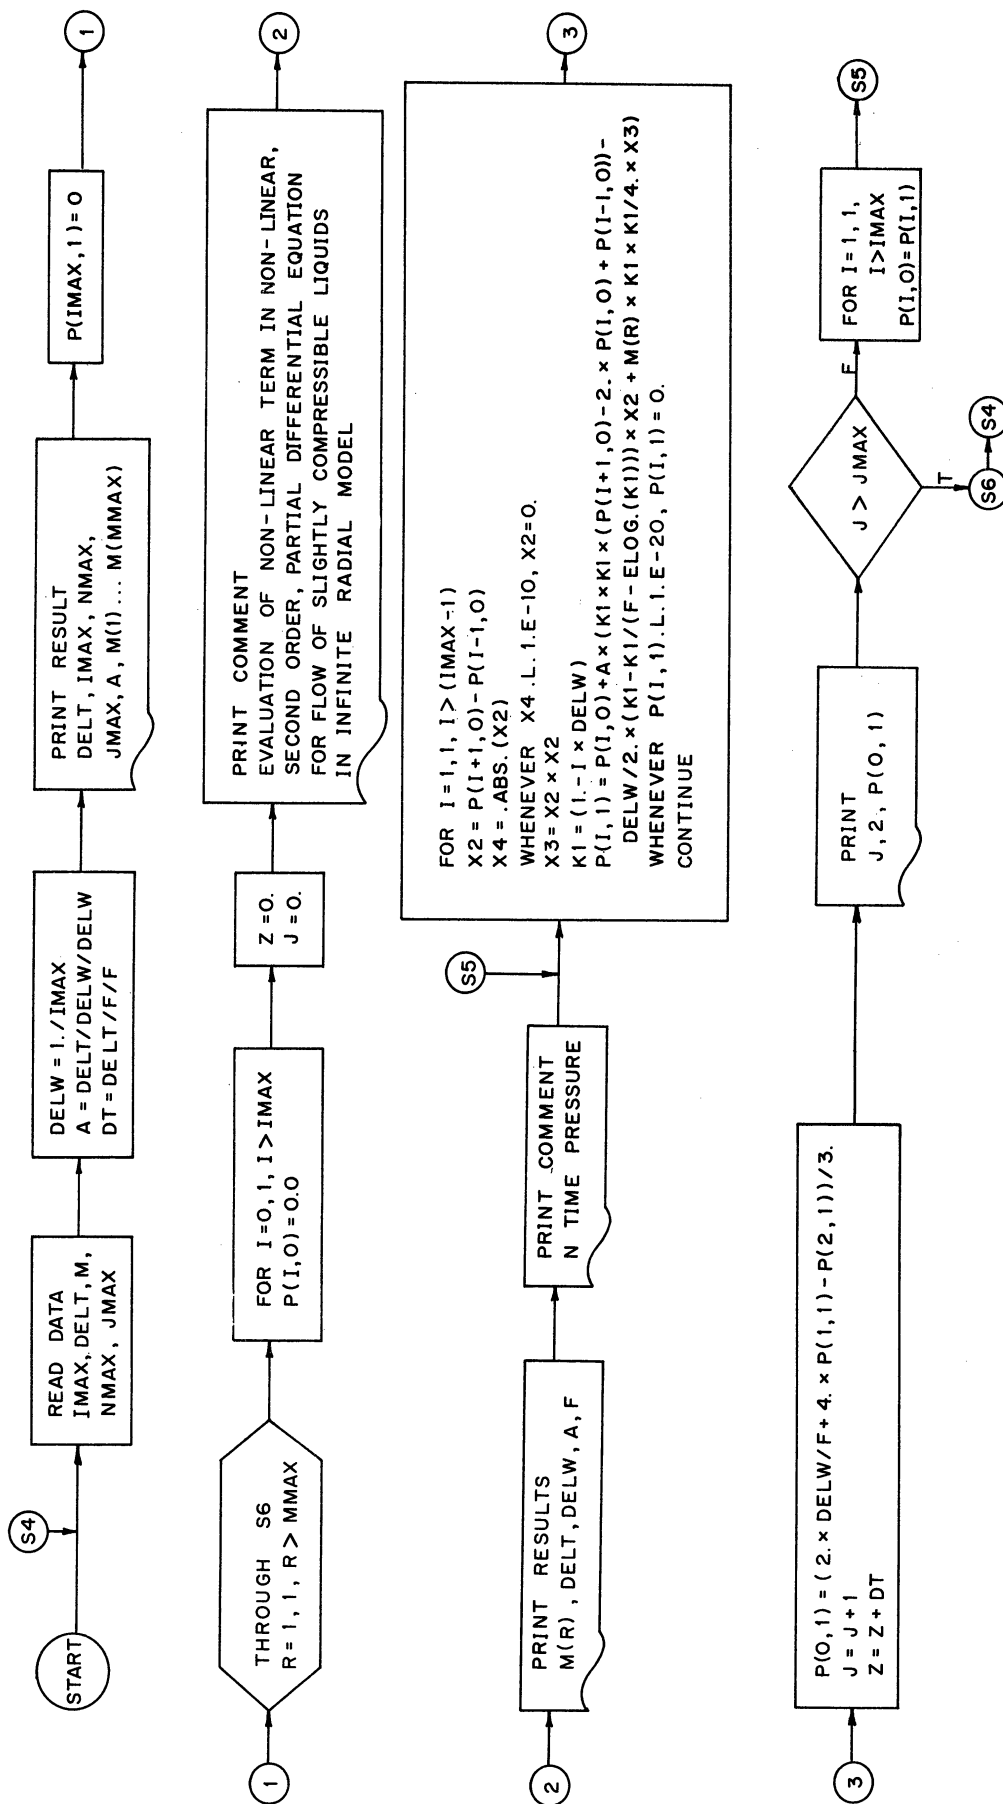 START
S4
READ DATA
IMAX, DELT, M,
NMAX, JMAX
DELW = 1./IMAX
A = DELT/DELW/DELW
DT = DELT/F/F
PRINT RESULT
DELT, IMAX, NMAX,
JMAX, A, M(1)... M(MMAX)
P(IMAX, 1) = 0
1
1
THROUGH S6
R = 1, 1, R > MMAX
FOR I=0, 1, I > IMAX
P(I,0) = 0.0
Z = 0.
J = 0.
PRINT COMMENT
EVALUATION OF NON-LINEAR TERM IN NON-LINEAR,
SECOND ORDER, PARTIAL DIFFERENTIAL EQUATION
FOR FLOW OF SLIGHTLY COMPRESSIBLE LIQUIDS
IN INFINITE RADIAL MODEL
2
2
PRINT RESULTS
M(R), DELT, DELW, A, F
PRINT COMMENT
N TIME PRESSURE
S5
FOR I = 1, 1, I > (IMAX-1)
X2 = P(I+1,0) - P(I-1,0)
X4 = .ABS.(X2)
WHENEVER X4 .L. 1.E-10, X2=0.
X3= X2 × X2
K1 = (1. - I × DELW)
P(I, 1) = P(I,0) + A × (K1 × K1 × (P(I+1,0) - 2. × P(I,0) + P(I-1,0)) -
DELW/2. × (K1 - K1/(F - ELOG.(K1))) × X2 + M(R) × K1 × K1/4. × X3)
WHENEVER P(I, 1) .L. 1.E-20, P(I, 1) = 0.
CONTINUE
3
3
P(0, 1) = (2. × DELW/F + 4. × P(1,1) - P(2,1))/3.
J = J + 1
Z = Z + DT
PRINT
J, 2, P(0, 1)
J > JMAX
F
T
S6
S4
FOR I = 1, 1,
I>IMAX
P(I,0) = P(I,1)
S5